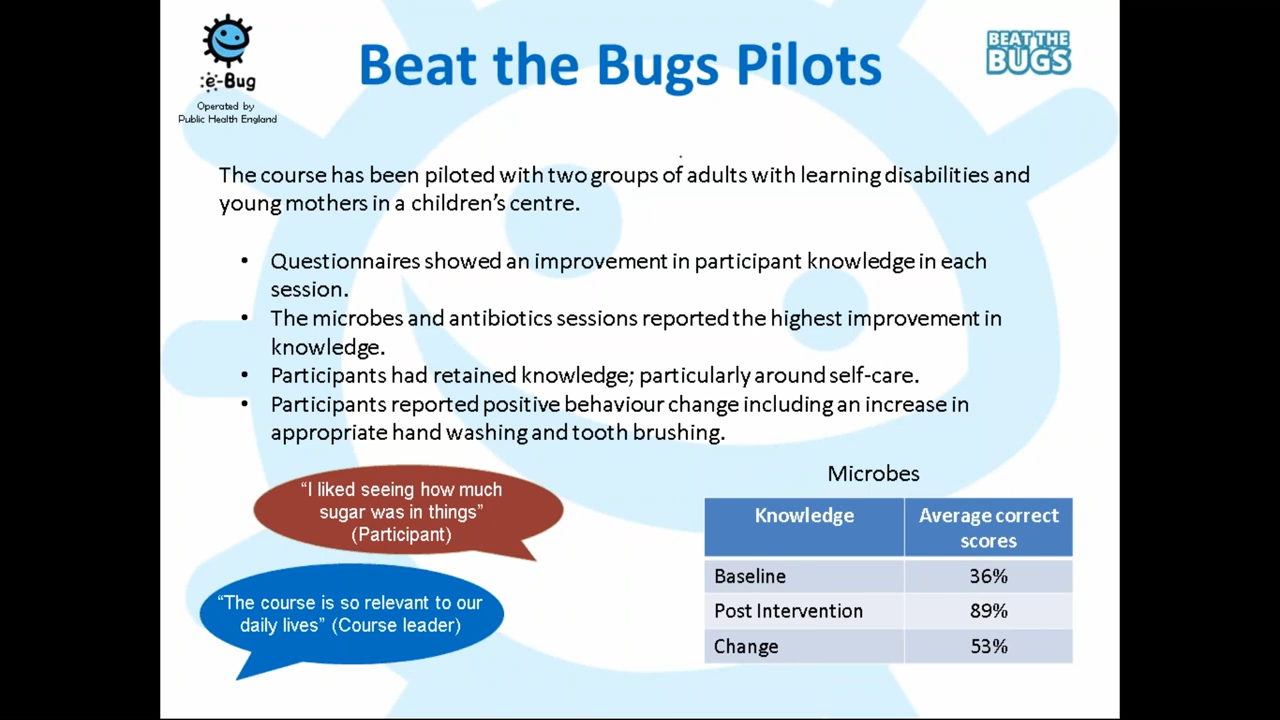 e-Bug
Operated by
Public Health England
Beat the Bugs Pilots
BEAT THE
BUGS
The course has been piloted with two groups of adults with learning disabilities and
young mothers in a children’s centre.
• Questionnaires showed an improvement in participant knowledge in each
session.
• The microbes and antibiotics sessions reported the highest improvement in
knowledge.
• Participants had retained knowledge; particularly around self-care.
• Participants reported positive behaviour change including an increase in
appropriate hand washing and tooth brushing.
“I liked seeing how much
sugar was in things”
(Participant)
“The course is so relevant to our
daily lives” (Course leader)
Microbes
Knowledge Average correct
scores
Baseline 36%
Post Intervention 89%
Change 53%